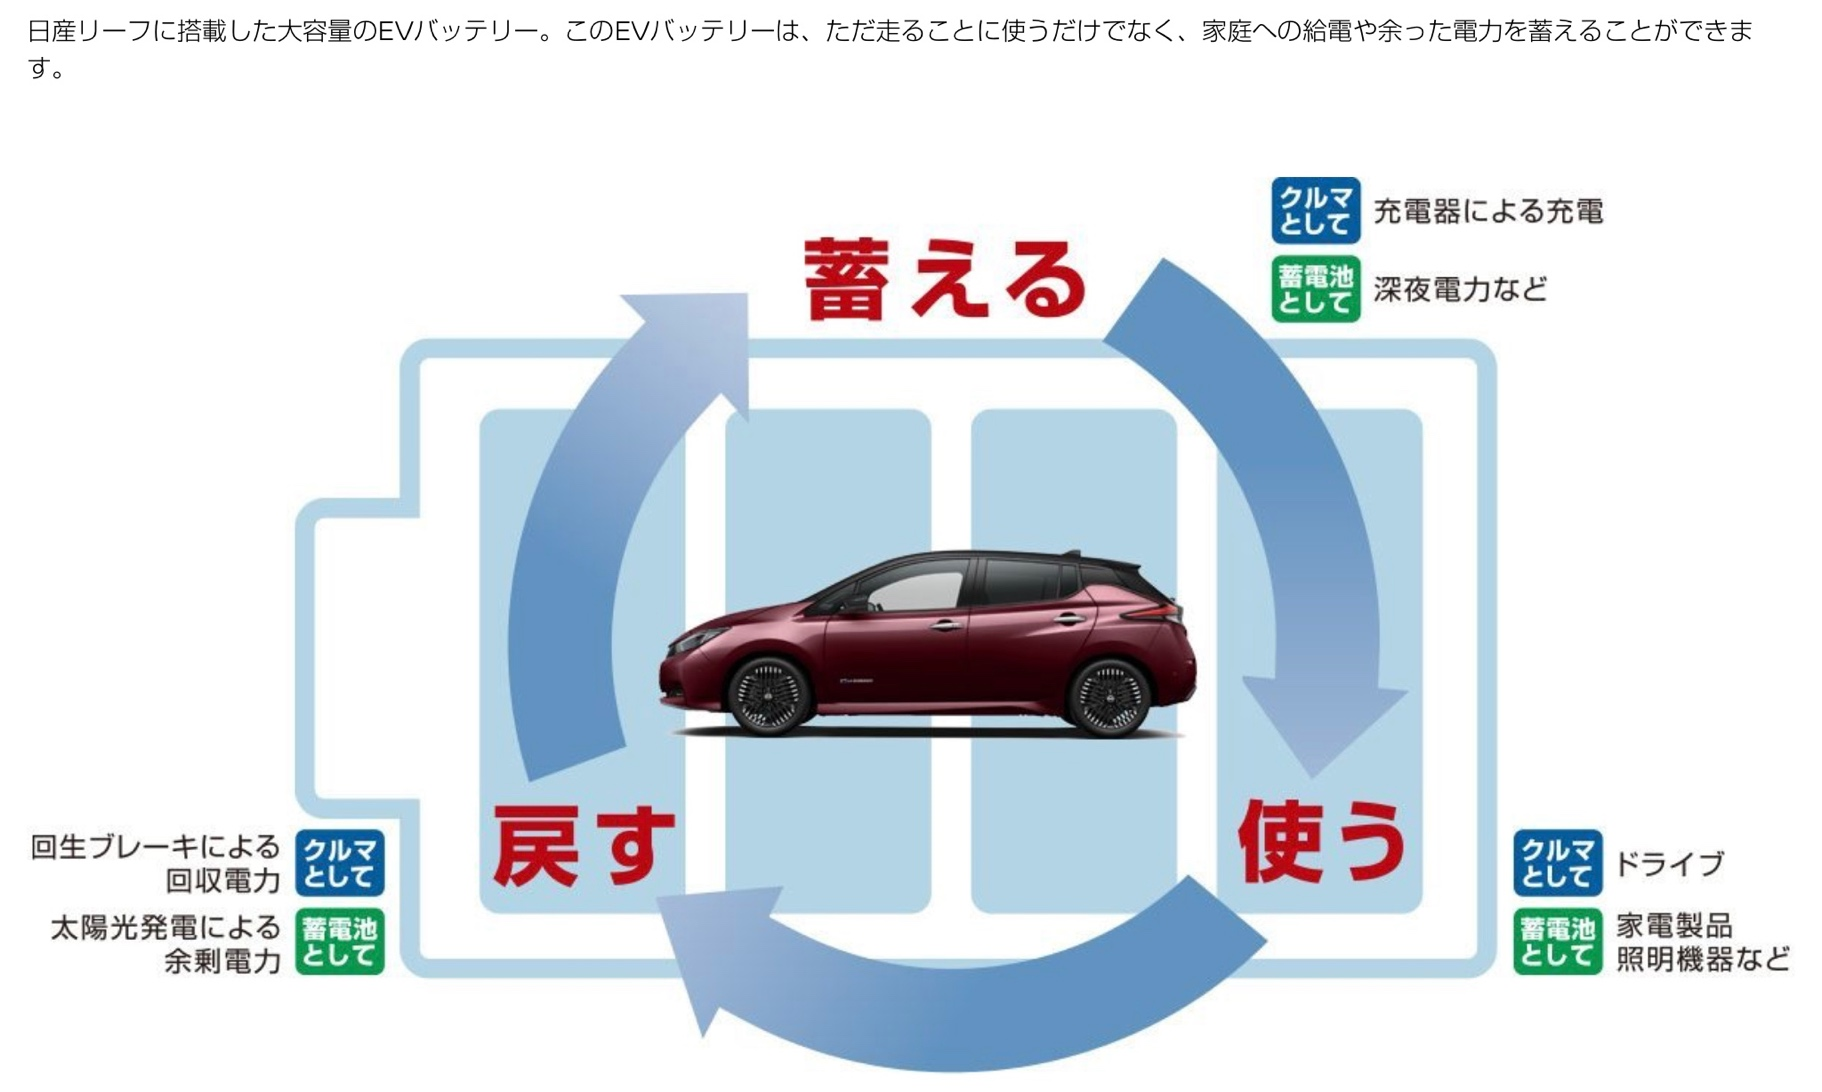 日産リーフに搭載した大容量のEVバッテリー。このEVバッテリーは、ただ走ることに使うだけでなく、家庭への給電や余った電力を蓄えることができま
す。
クルマ
として
充電器による充電
蓄電池
として
深夜電力など
蓄える
戻す
使う
回生ブレーキによる
回収電力
クルマ
として
太陽光発電による
余剰電力
蓄電池
として
クルマ
として
ドライブ
蓄電池
として
家電製品
照明機器など